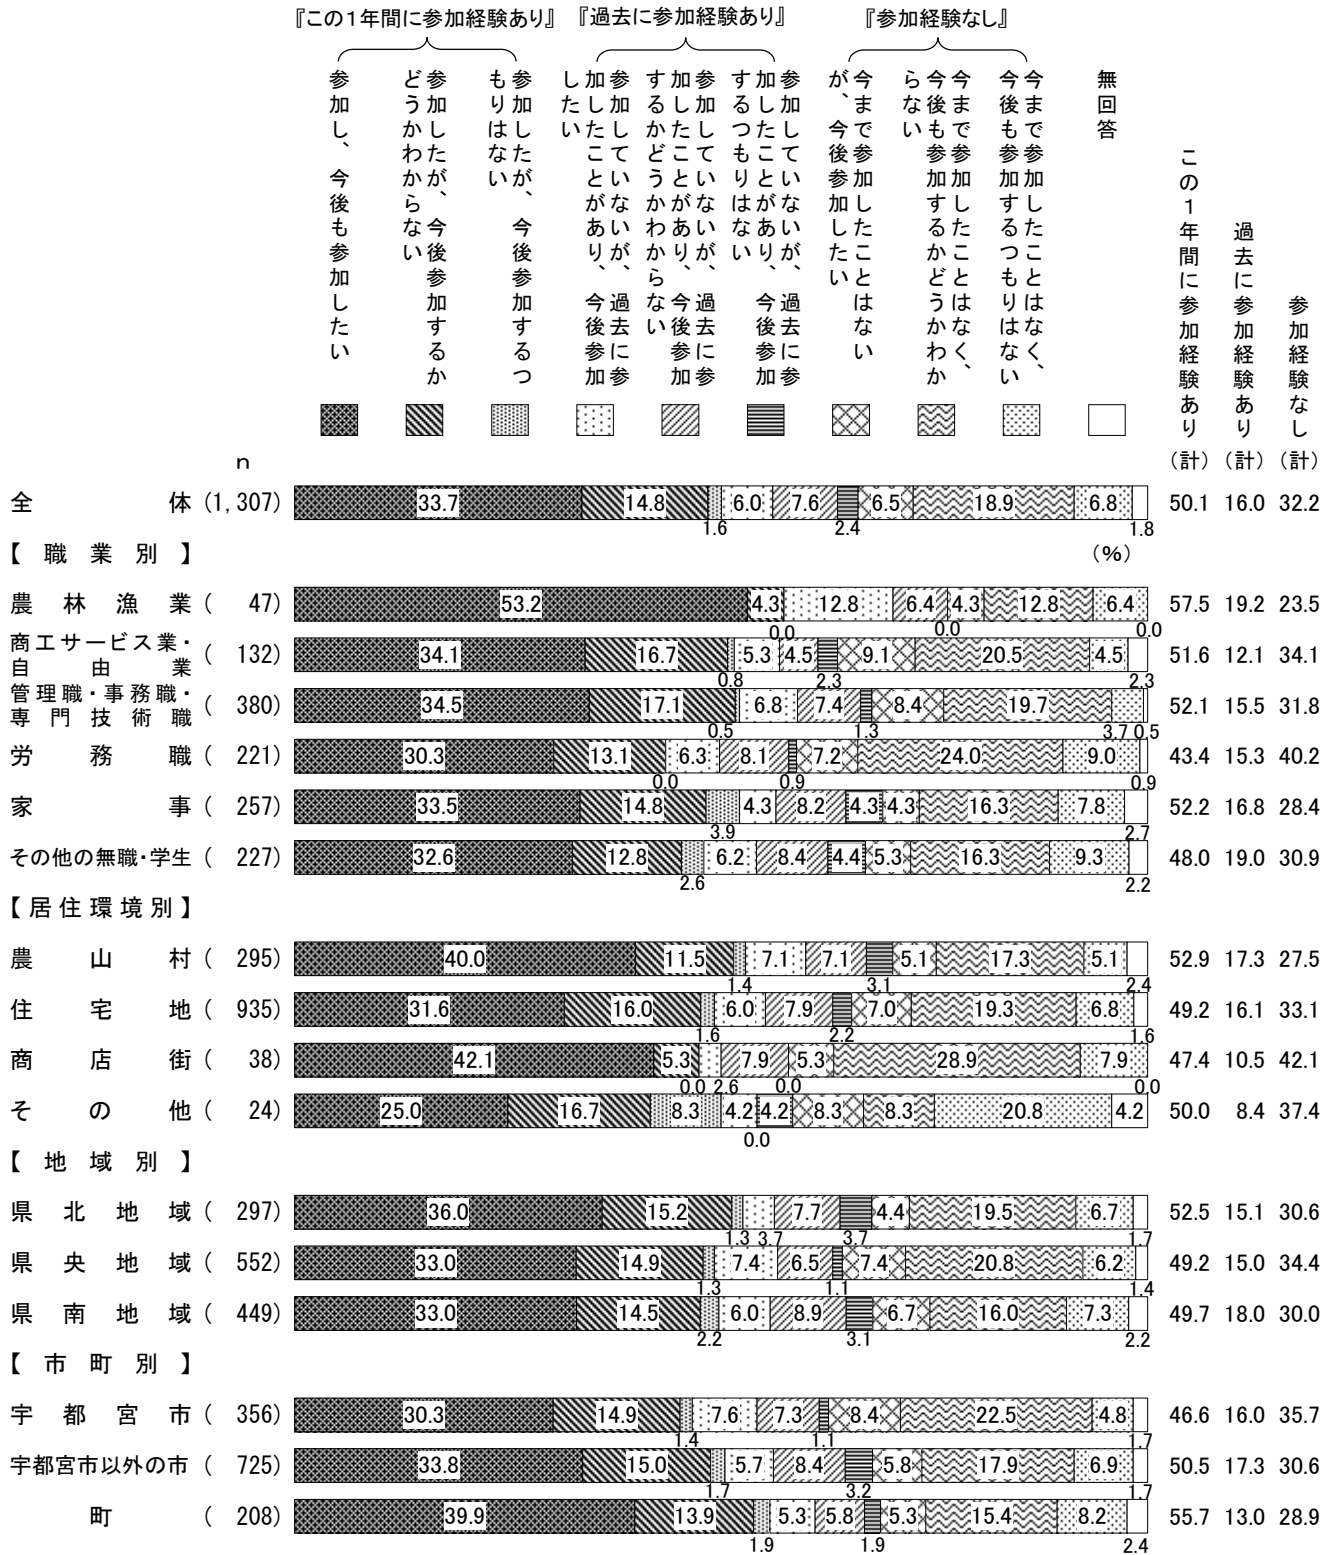 『この１年間に参加経験あり』 『過去に参加経験あり』 『参加経験なし』
参加し、今後も参加したい
参加したが、今後参加するか
どうかわからない
参加したが、今後参加するつ
もりはない
参加していないが、過去に参
加したことがあり、今後参加
したい
参加していないが、過去に参
加したことがあり、今後参加
するかどうかわからない
参加していないが、過去に参
加したことがあり、今後参加
するつもりはない
今まで参加したことはない
が、今後参加したい
今まで参加したことはなく、
今後も参加するかどうかわか
らない
今まで参加したことはなく、
今後も参加するつもりはない
無回答
この１年間に参加経験あり（計）
過去に参加経験あり（計）
参加経験なし（計）
ｎ
全体 (1,307) 33.7 14.8 1.6 6.0 7.6 2.4 6.5 18.9 6.8 1.8 50.1 16.0 32.2
【職業別】 (％)
農林漁業 ( 47) 53.2 4.3 0.0 12.8 6.4 0.0 4.3 12.8 6.4 0.0 57.5 19.2 23.5
商工サービス業・
自由業 ( 132) 34.1 16.7 0.8 5.3 4.5 2.3 9.1 20.5 4.5 2.3 51.6 12.1 34.1
管理職・事務職・
専門技術職 ( 380) 34.5 17.1 0.5 6.8 7.4 1.3 8.4 19.7 3.7 0.5 52.1 15.5 31.8
労務職 ( 221) 30.3 13.1 0.0 6.3 8.1 0.9 7.2 24.0 9.0 0.9 43.4 15.3 40.2
家事 ( 257) 33.5 14.8 3.9 4.3 8.2 4.3 4.3 16.3 7.8 2.7 52.2 16.8 28.4
その他の無職・学生 ( 227) 32.6 12.8 2.6 6.2 8.4 4.4 5.3 16.3 9.3 2.2 48.0 19.0 30.9
【居住環境別】
農山村 ( 295) 40.0 11.5 1.4 7.1 7.1 3.1 5.1 17.3 5.1 2.4 52.9 17.3 27.5
住宅地 ( 935) 31.6 16.0 1.6 6.0 7.9 2.2 7.0 19.3 6.8 1.6 49.2 16.1 33.1
商店街 ( 38) 42.1 5.3 0.0 2.6 7.9 0.0 5.3 28.9 7.9 0.0 47.4 10.5 42.1
その他 ( 24) 25.0 16.7 8.3 4.2 0.0 4.2 8.3 8.3 20.8 4.2 50.0 8.4 37.4
【地域別】
県北地域 ( 297) 36.0 15.2 1.3 3.7 7.7 3.7 4.4 19.5 6.7 1.7 52.5 15.1 30.6
県央地域 ( 552) 33.0 14.9 1.3 7.4 6.5 1.1 7.4 20.8 6.2 1.4 49.2 15.0 34.4
県南地域 ( 449) 33.0 14.5 2.2 6.0 8.9 3.1 6.7 16.0 7.3 2.2 49.7 18.0 30.0
【市町別】
宇都宮市 ( 356) 30.3 14.9 1.4 7.6 7.3 1.1 8.4 22.5 4.8 1.7 46.6 16.0 35.7
宇都宮市以外の市 ( 725) 33.8 15.0 1.7 5.7 8.4 3.2 5.8 17.9 6.9 1.7 50.5 17.3 30.6
町 ( 208) 39.9 13.9 1.9 5.3 5.8 1.9 5.3 15.4 8.2 2.4 55.7 13.0 28.9